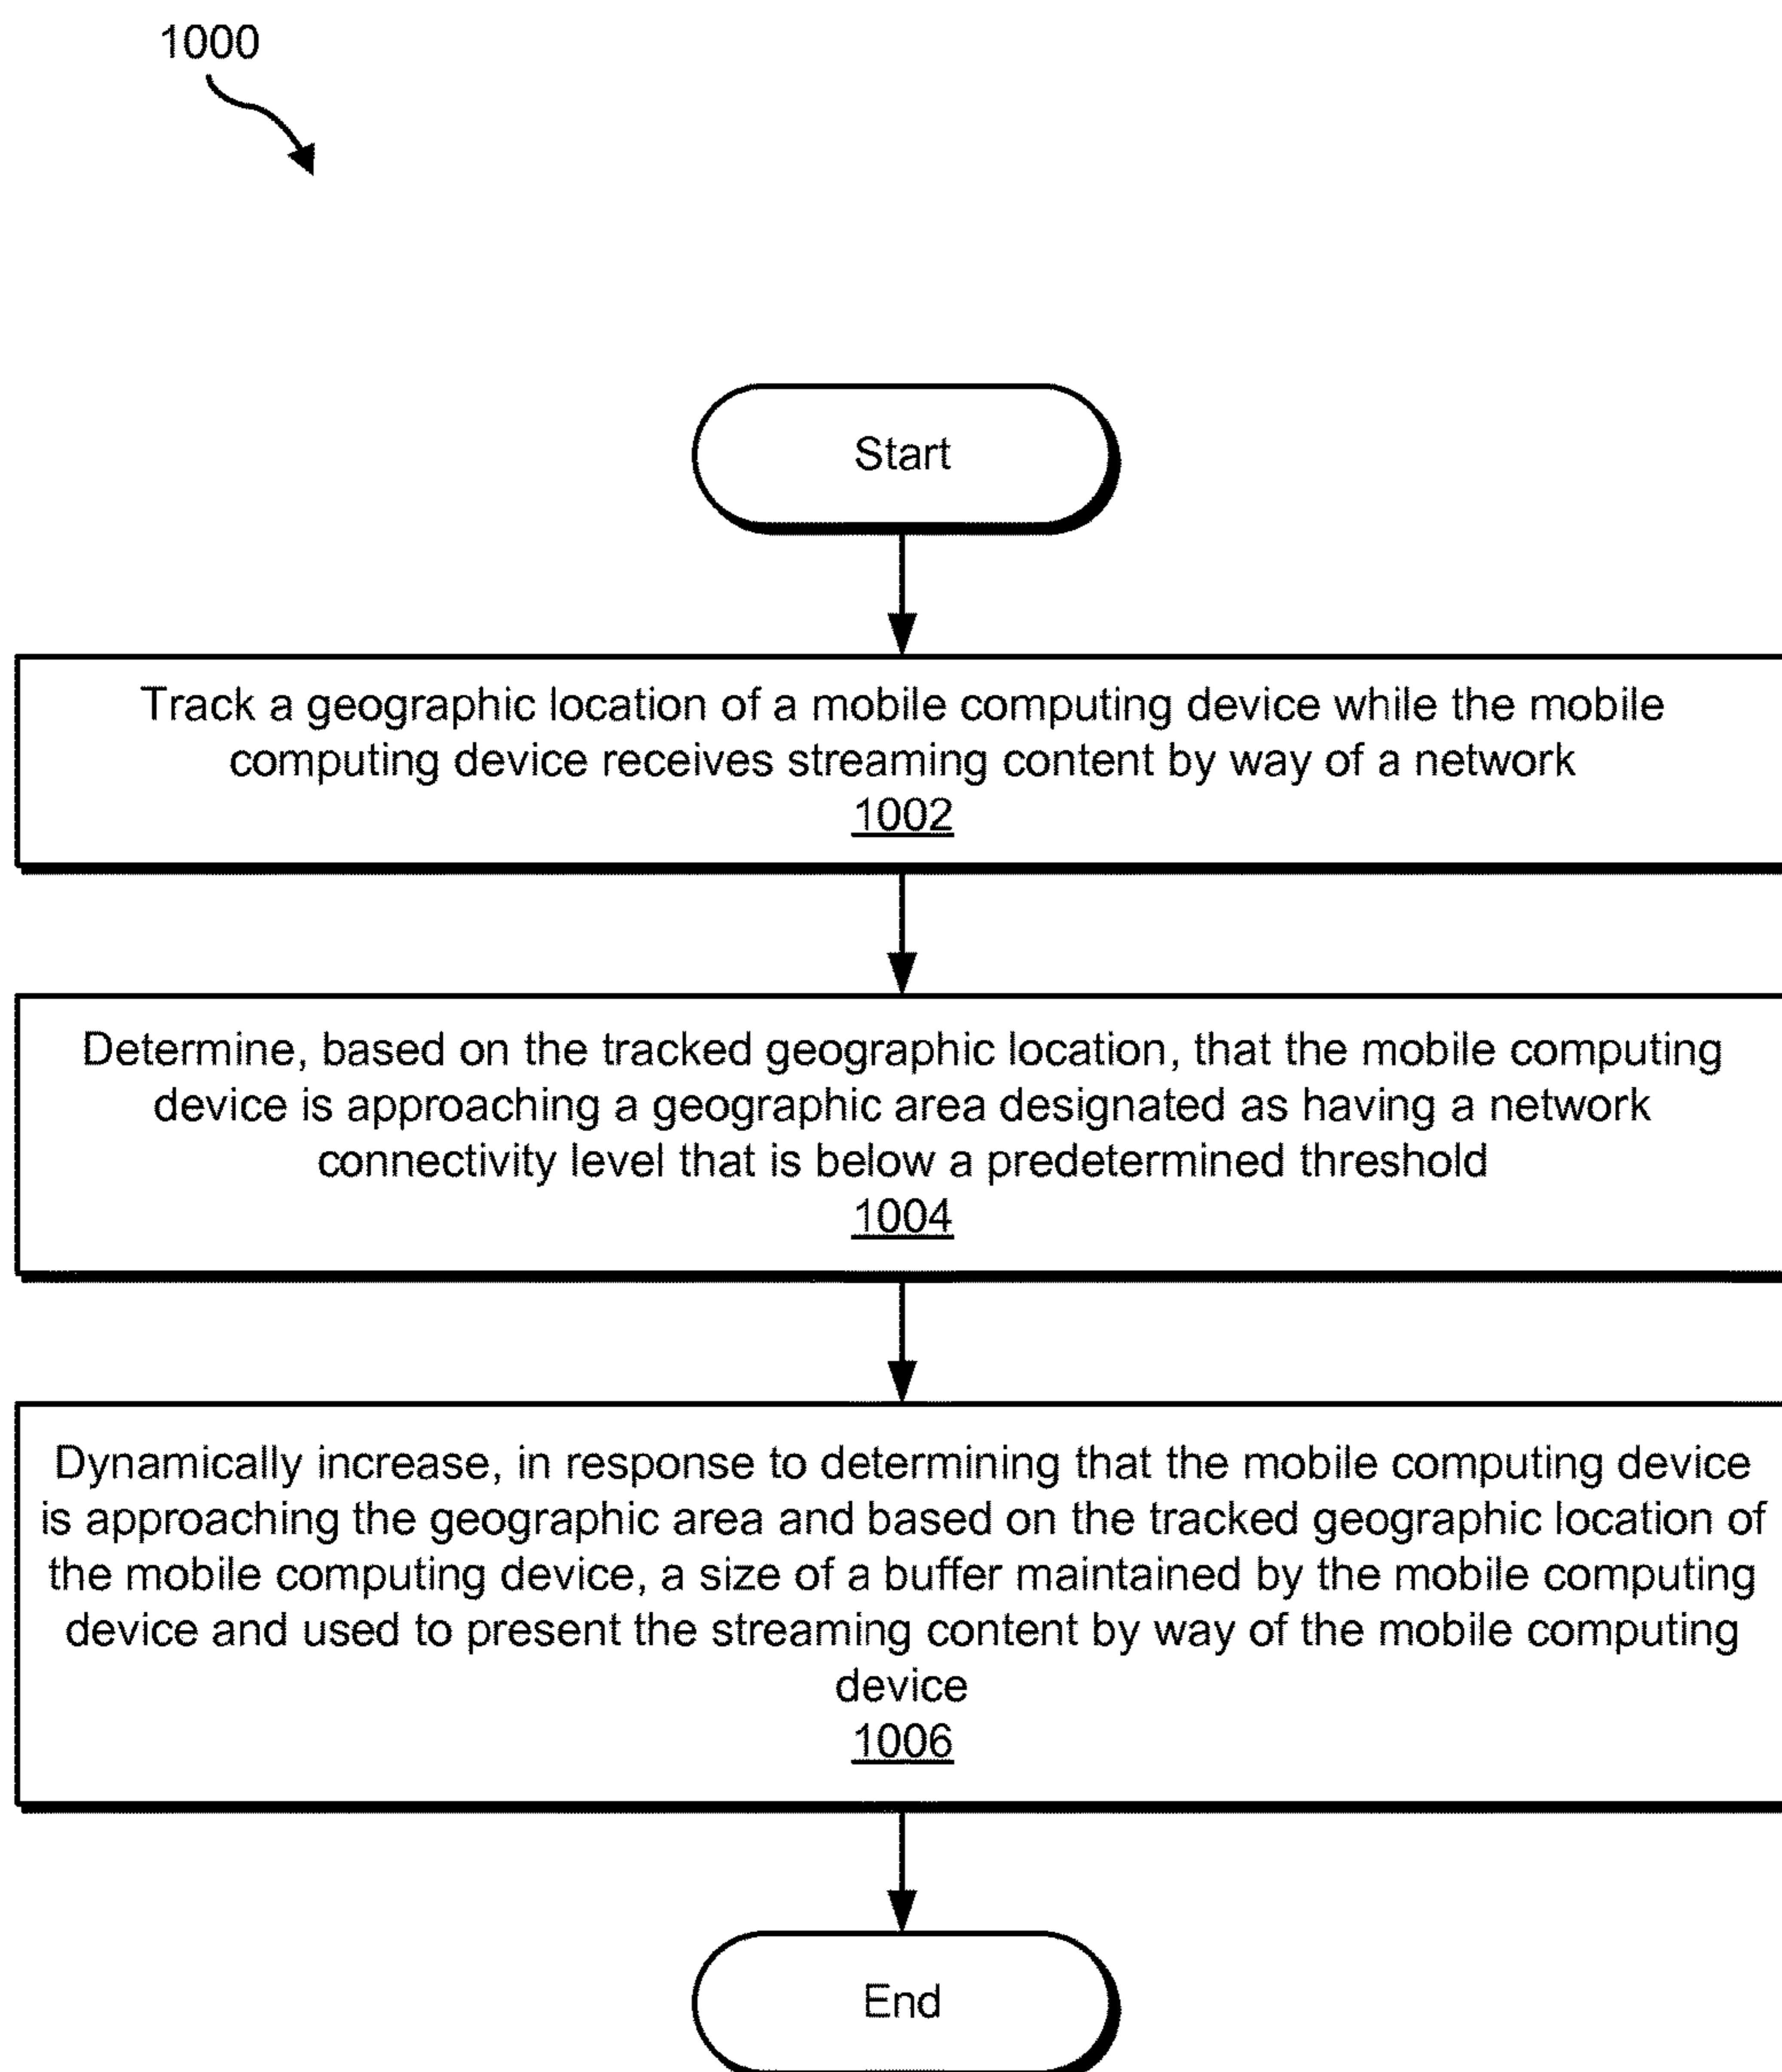 1000
Start
Track a geographic location of a mobile computing device while the mobile
computing device receives streaming content by way of a network
1002
Determine, based on the tracked geographic location, that the mobile computing
device is approaching a geographic area designated as having a network
connectivity level that is below a predetermined threshold
1004
Dynamically increase, in response to determining that the mobile computing device
is approaching the geographic area and based on the tracked geographic location of
the mobile computing device, a size of a buffer maintained by the mobile computing
device and used to present the streaming content by way of the mobile computing
device
1006
End